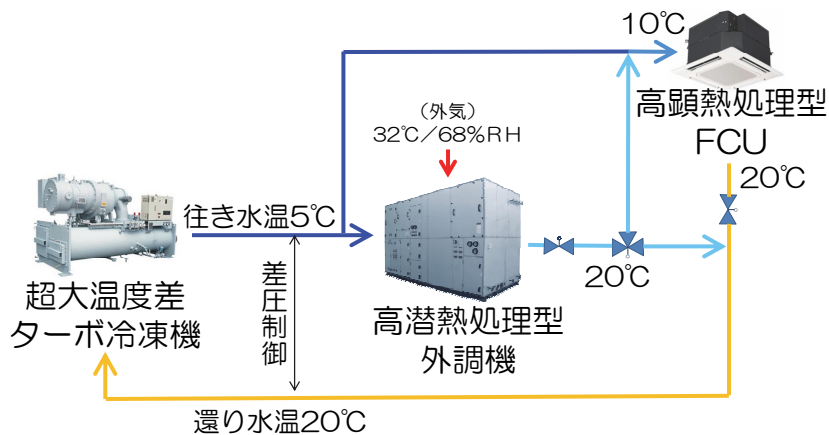 10℃
高顕熱処理型
FCU
20℃
（外気）
32℃／68%RH
往き水温5℃
20℃
超大温度差
ターボ冷凍機
差圧制御
高潜熱処理型
外調機
還り水温20℃